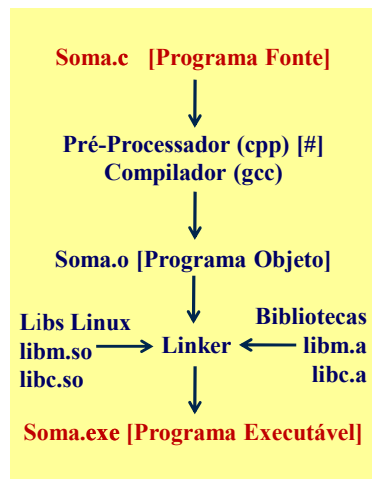 Soma.c [Programa Fonte]
Pré-Processador (cpp) [#]
Compilador (gcc)
Soma.o [Programa Objeto]
Libs Linux
libm.so
libc.so
Linker
Bibliotecas
libm.a
libc.a
Soma.exe [Programa Executável]